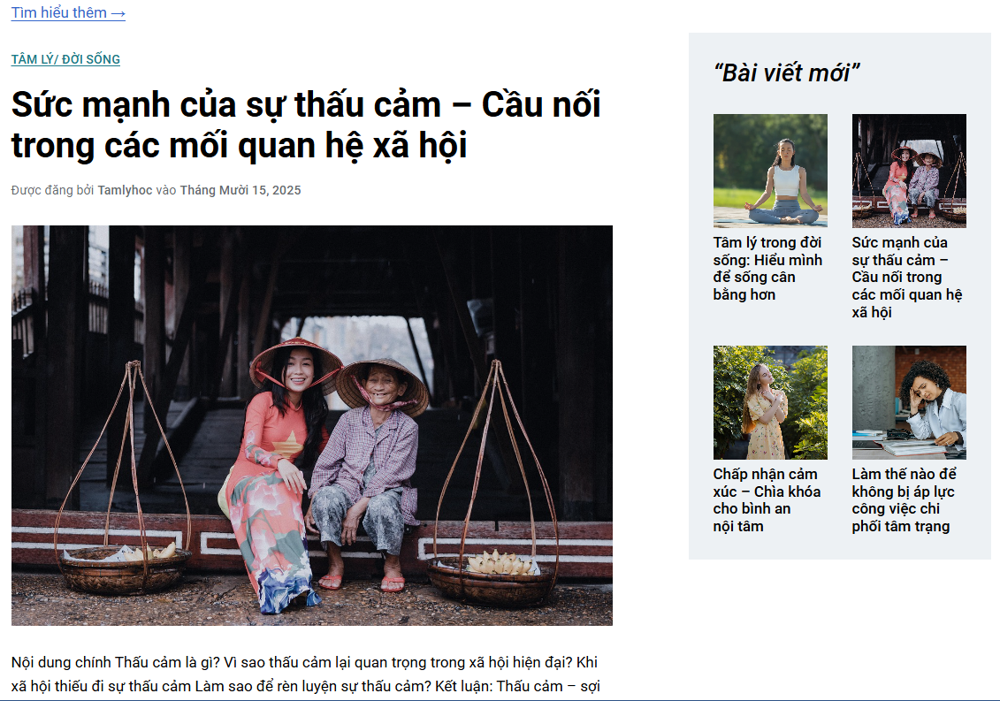 Tìm hiểu thêm →
TÂM LÝ/ ĐỜI SỐNG
Sức mạnh của sự thấu cảm – Cầu nối
trong các mối quan hệ xã hội
Được đăng bởi Tamlyhoc vào Tháng Mười 15, 2025
Nội dung chính Thấu cảm là gì? Vì sao thấu cảm lại quan trọng trong xã hội hiện đại? Khi
xã hội thiếu đi sự thấu cảm Làm sao để rèn luyện sự thấu cảm? Kết luận: Thấu cảm – sợi
“Bài viết mới”
Tâm lý trong đời
sống: Hiểu mình
để sống cân
bằng hơn
Sức mạnh của
sự thấu cảm –
Cầu nối trong
các mối quan hệ
xã hội
Chấp nhận cảm
xúc – Chìa khóa
cho bình an
nội tâm
Làm thế nào để
không bị áp lực
công việc chi
phối tâm trạng